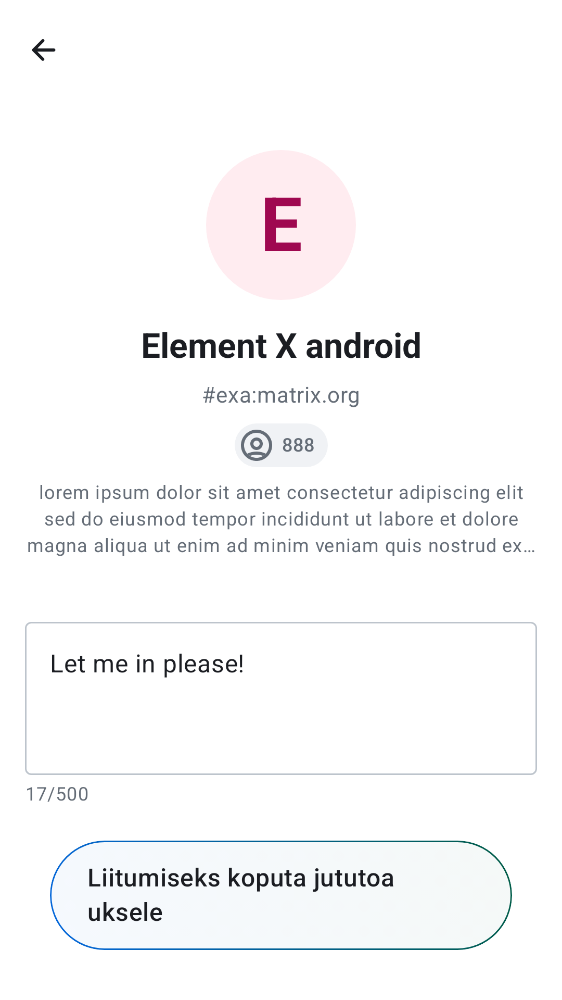 E
Element X android
#exa:matrix.org
888
lorem ipsum dolor sit amet consectetur adipiscing elit
sed do eiusmod tempor incididunt ut labore et dolore
magna aliqua ut enim ad minim veniam quis nostrud ex…
Let me in please!
17/500
Liitumiseks koputa jututoa
uksele